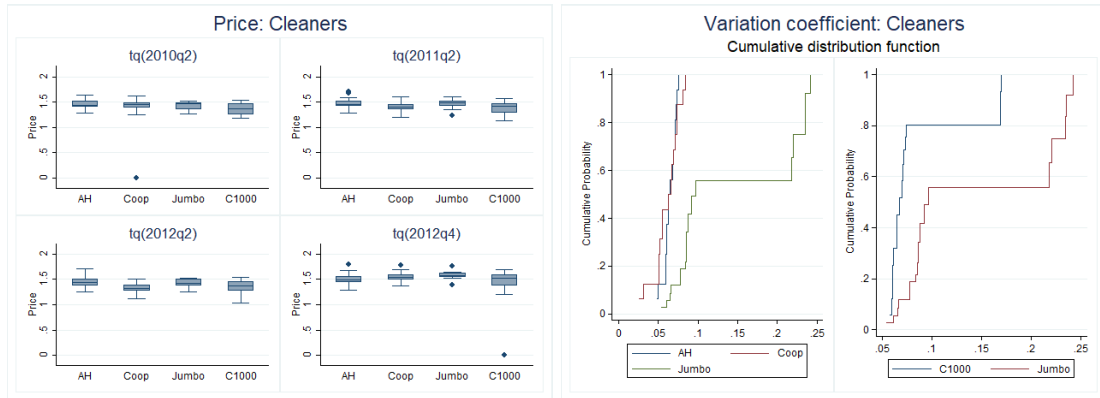 Price: Cleaners
tq(2010q2)
tq(2011q2)
Price
0 .5 1 1.5 2
AH Coop Jumbo C1000
Price
0 .5 1 1.5 2
AH Coop Jumbo C1000
tq(2012q2)
tq(2012q4)
Price
0 .5 1 1.5 2
AH Coop Jumbo C1000
Price
0 .5 1 1.5 2
AH Coop Jumbo C1000
Variation coefficient: Cleaners
Cumulative distribution function
Cumulative Probability
0 .2 .4 .6 .8 1
0 .05 .1 .15 .2 .25
AH Coop
Jumbo
Cumulative Probability
0 .2 .4 .6 .8 1
.05 .1 .15 .2 .25
C1000 Jumbo